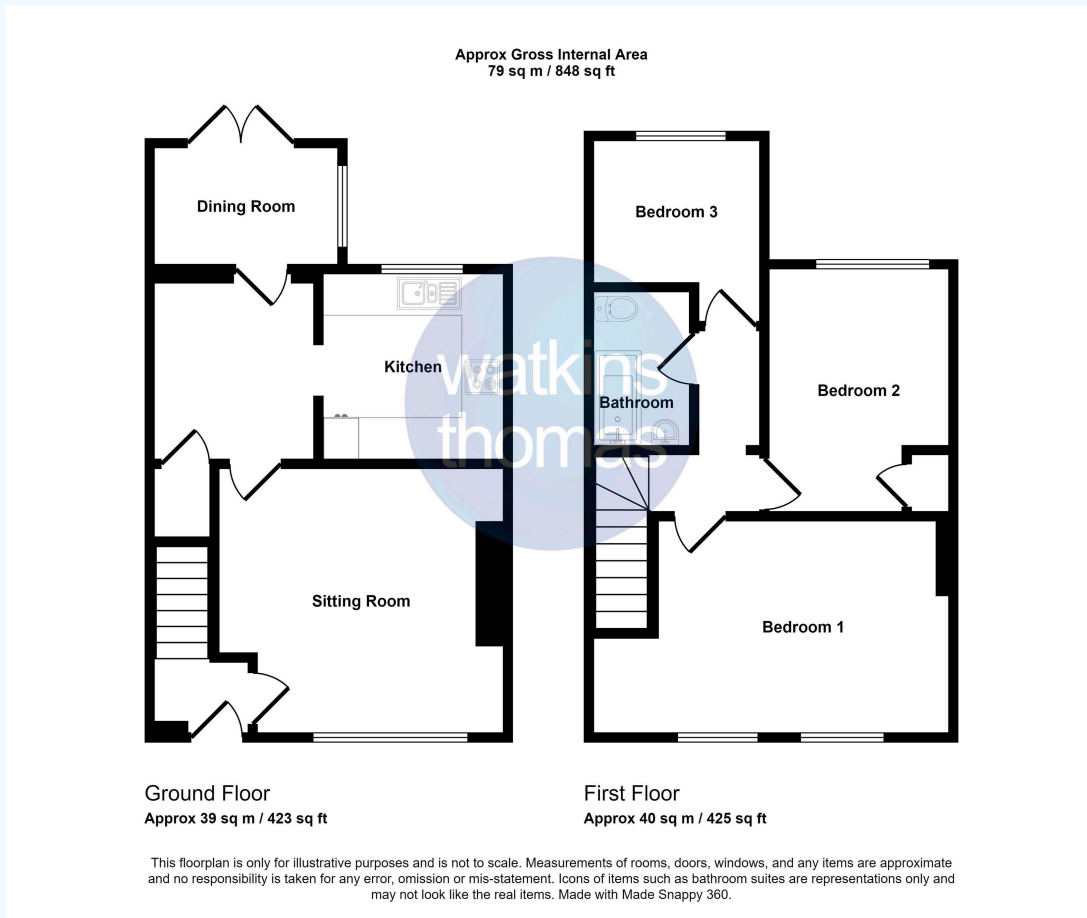 Approx Gross Internal Area
79 sq m / 848 sq ft
Dining Room
Kitchen
Sitting Room
Bedroom 3
Bedroom 2
Bathroom
Bedroom 1
watkins
thomas
Ground Floor
Approx 39 sq m / 423 sq ft
First Floor
Approx 40 sq m / 425 sq ft
This floorplan is only for illustrative purposes and is not to scale. Measurements of rooms, doors, windows, and any items are approximate
and no responsibility is taken for any error, omission or mis-statement. Icons of items such as bathroom suites are representations only and
may not look like the real items. Made with Made Snappy 360.